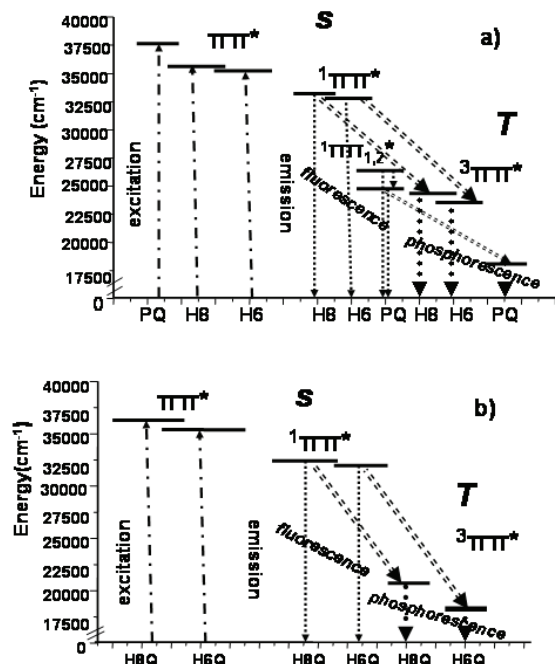 40000
37500
35000
32500
30000
27500
25000
22500
20000
17500
0
Energy (cm-1)
ππ*
S
a)
1ππ*
1ππ1,2*
T
3ππ*
excitation
emission
fluorescence
phosphorescence
PQ H8 H6 H8 H6 PQ H8 H6 PQ
40000
37500
35000
32500
30000
27500
25000
22500
20000
17500
0
Energy(cm-1)
ππ*
S
b)
1ππ*
T
3ππ*
excitation
emission
fluorescence
phosphorescence
H8Q H6Q H8Q H6Q H8Q H6Q